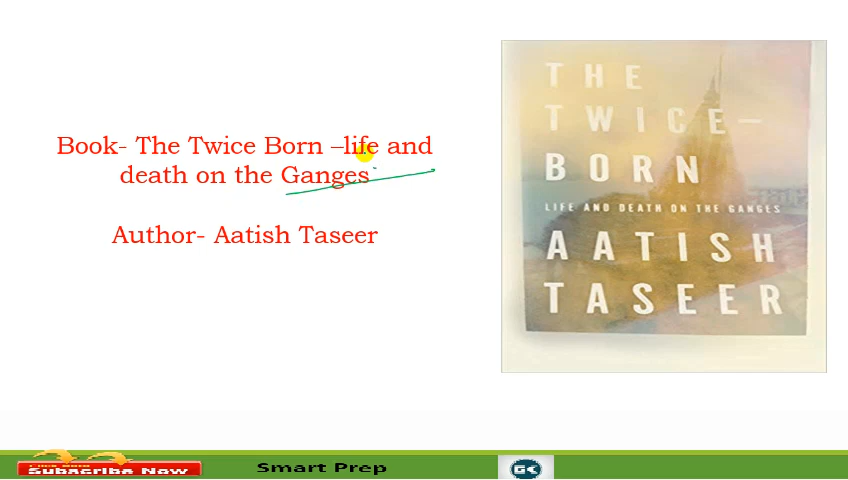 Book- The Twice Born –life and
death on the Ganges
Author- Aatish Taseer
THE
TWICE–
BORN
LIFE AND DEATH ON THE GANGES
AATISH
TASEER
Subscribe Now
Smart Prep
GK